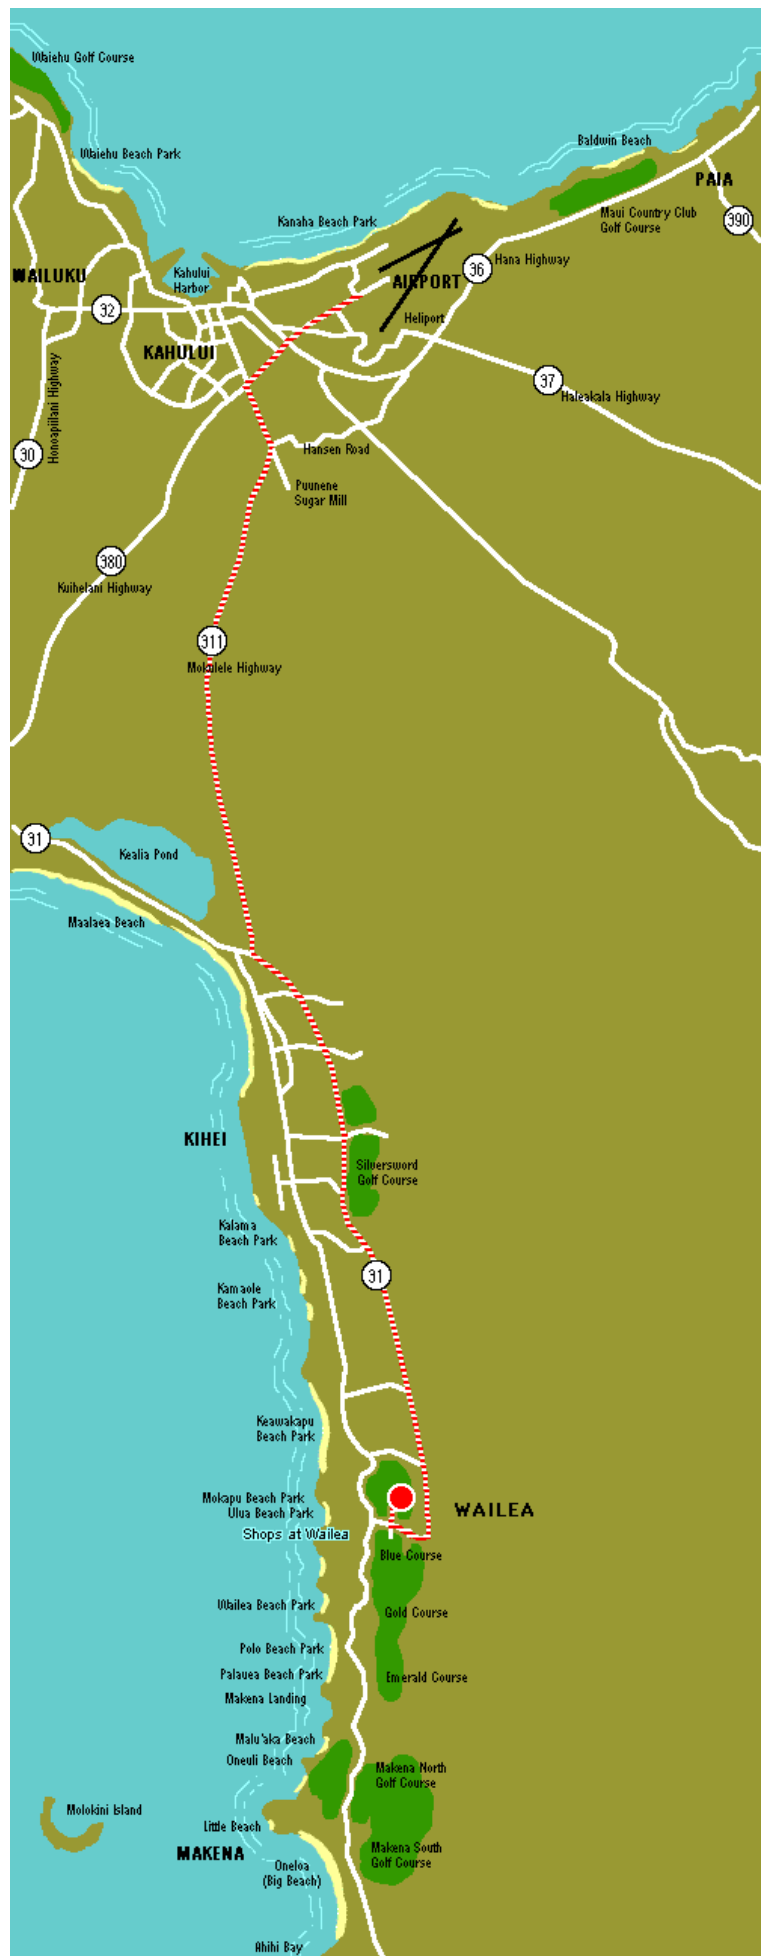 Waiehu Golf Course
Waiehu Beach Park
Baldwin Beach
PAIA
Kanaha Beach Park
Maui Country Club
Golf Course
390
Hana Highway
36
WAILUKU
Kahului
Harbor
AIRPORT
32
Heliport
KAHULUI
37
Haleakala Highway
Honoapiilani Highway
30
Hansen Road
Puunene
Sugar Mill
380
Kuihelani Highway
311
Mokulele Highway
31
Kealia Pond
Maalaea Beach
KIHEI
Silversword
Golf Course
Kalama
Beach Park
31
Kamaole
Beach Park
Keawakapu
Beach Park
Mokapu Beach Park
Ulua Beach Park
WAILEA
Shops at Wailea
Blue Course
Wailea Beach Park
Gold Course
Polo Beach Park
Palauea Beach Park
Emerald Course
Makena Landing
Malu'aka Beach
Oneuli Beach
Makena North
Golf Course
Molokini Island
Little Beach
MAKENA
Makena South
Golf Course
Oneloa
(Big Beach)
Ahihi Bay